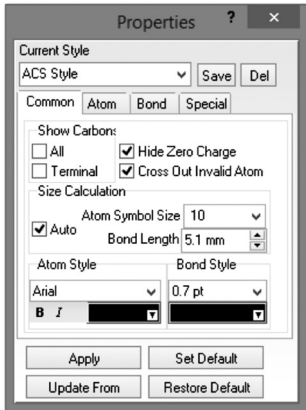 Properties ? ×
Current Style
ACS Style Save Del
Common Atom Bond Special
Show Carbons
All Hide Zero Charge
Terminal Cross Out Invalid Atom
Size Calculation
Auto Atom Symbol Size 10
Bond Length 5.1 mm
Atom Style Bond Style
Arial 0.7 pt
B I
Apply Set Default
Update From Restore Default